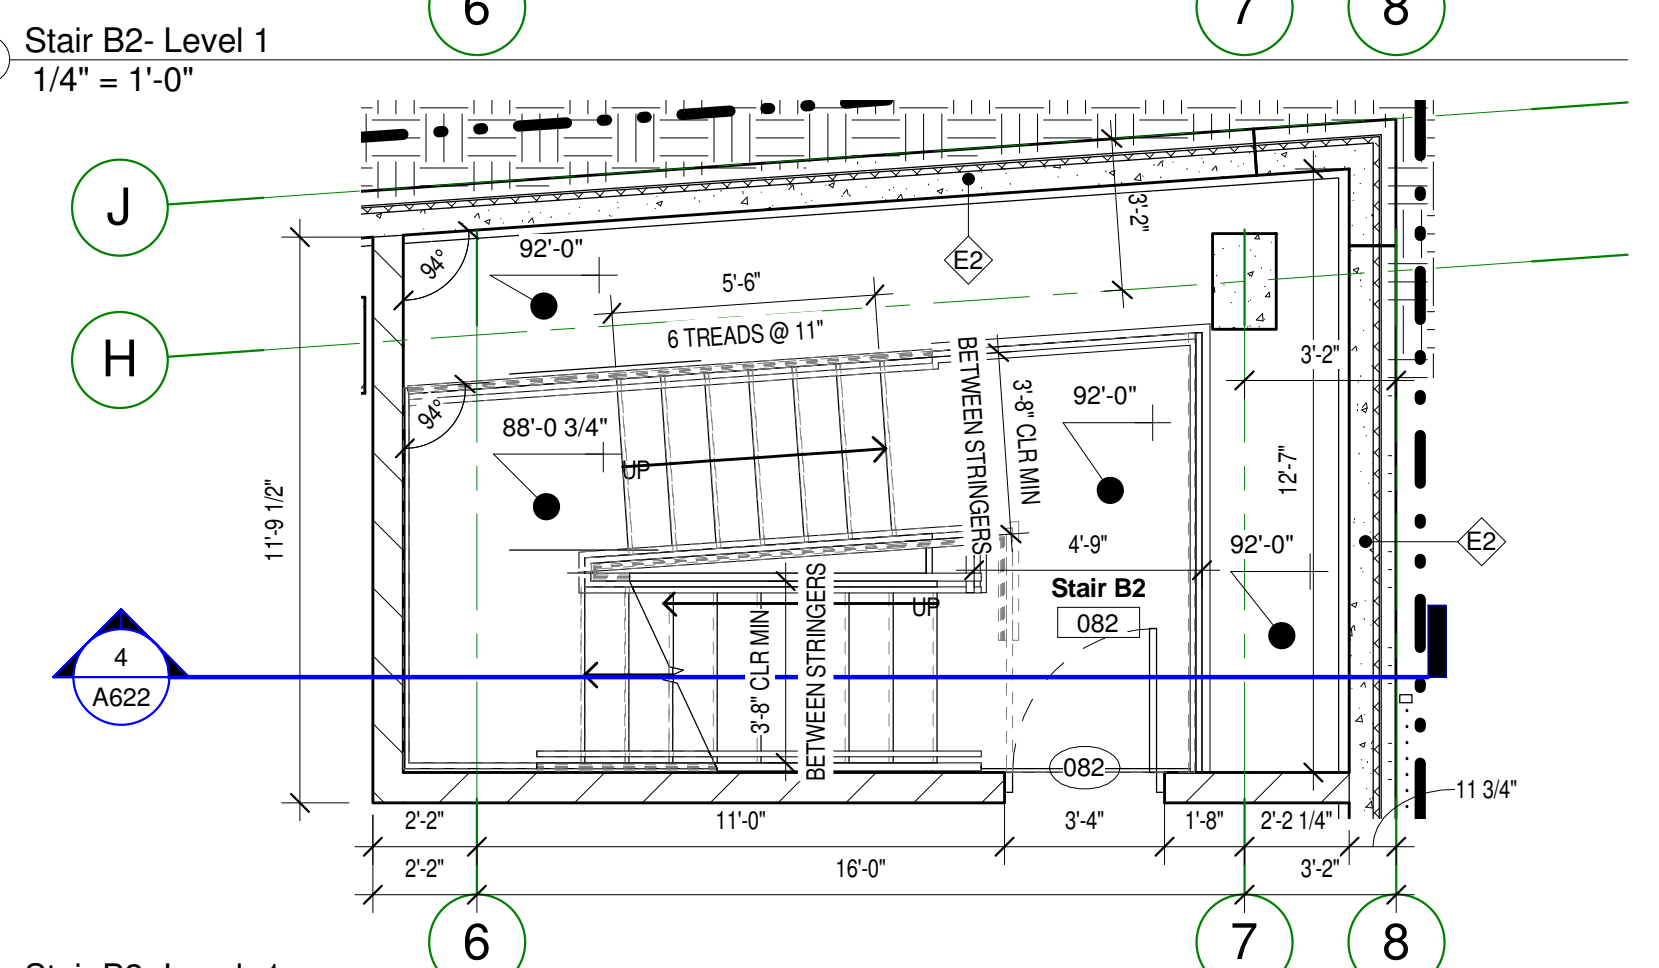 6
7
8
Stair B2- Level 1
1/4" = 1'-0"
J
3'-2"
94°
92'-0"
E2
5'-6"
6 TREADS @ 11"
H
3'-2"
94°
88'-0 3/4"
BETWEEN STRINGERS
3'-8" CLR MIN
92'-0"
UP
12'-7"
11'-9 1/2"
4'-9"
92'-0"
E2
Stair B2
082
UP
3'-8" CLR MIN
BETWEEN STRINGERS
4
A622
082
11 3/4"
2'-2"
11'-0"
3'-4"
1'-8"
2'-2 1/4"
2'-2"
16'-0"
3'-2"
6
7
8